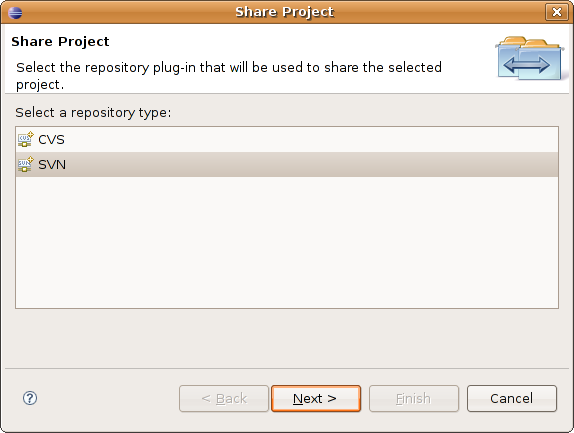 Share Project
Share Project
Select the repository plug-in that will be used to share the selected
project.
Select a repository type:
CVS
SVN
< Back
Next >
Finish
Cancel